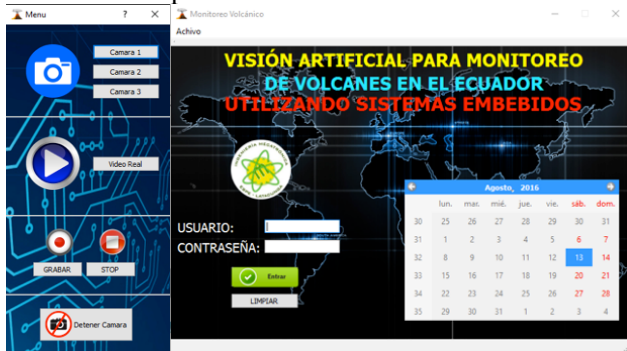 Menu ? X
Camara 1
Camara 2
Camara 3
Video Real
GRABAR STOP
Detener Camara
Monitoreo Volcánico
Achivo
VISIÓN ARTIFICIAL PARA MONITOREO
DE VOLCANES EN EL ECUADOR
UTILIZANDO SISTEMAS EMBEBIDOS
INGENIERÍA MECATRÓNICA
ESPE - LATACUNGA
USUARIO:
CONTRASEÑA:
Entrar
LIMPIAR
Agosto, 2016
lun. mar. mié. jue. vie. sáb. dom.
30 25 26 27 28 29 30 31
31 1 2 3 4 5 6 7
32 8 9 10 11 12 13 14
33 15 16 17 18 19 20 21
34 22 23 24 25 26 27 28
35 29 30 31 1 2 3 4